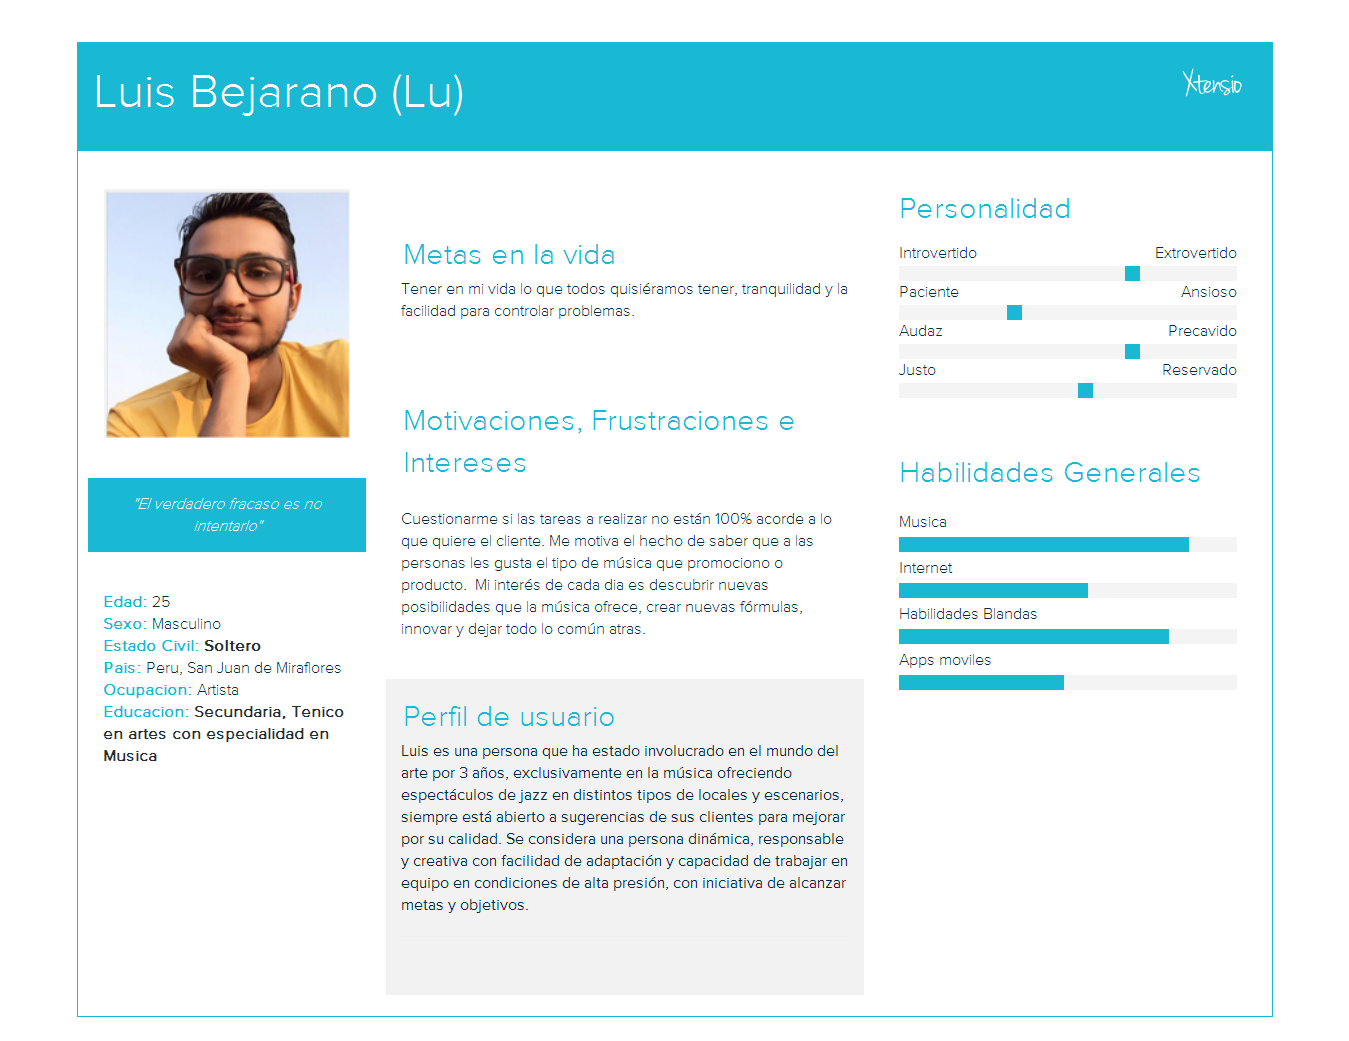 Luis Bejarano (Lu)
Xtensio
"El verdadero fracaso es no
intentarlo"
Edad: 25
Sexo: Masculino
Estado Civil: Soltero
Pais: Peru, San Juan de Miraflores
Ocupacion: Artista
Educacion: Secundaria, Tenico
en artes con especialidad en
Musica
Metas en la vida
Tener en mi vida lo que todos quisiéramos tener, tranquilidad y la
facilidad para controlar problemas.
Motivaciones, Frustraciones e
Intereses
Cuestionarme si las tareas a realizar no están 100% acorde a lo
que quiere el cliente. Me motiva el hecho de saber que a las
personas les gusta el tipo de música que promociono o
producto.  Mi interés de cada dia es descubrir nuevas
posibilidades que la música ofrece, crear nuevas fórmulas,
innovar y dejar todo lo común atras.
Perfil de usuario
Luis es una persona que ha estado involucrado en el mundo del
arte por 3 años, exclusivamente en la música ofreciendo
espectáculos de jazz en distintos tipos de locales y escenarios,
siempre está abierto a sugerencias de sus clientes para mejorar
por su calidad. Se considera una persona dinámica, responsable
y creativa con facilidad de adaptación y capacidad de trabajar en
equipo en condiciones de alta presión, con iniciativa de alcanzar
metas y objetivos.
Personalidad
Introvertido Extrovertido
Paciente Ansioso
Audaz Precavido
Justo Reservado
Habilidades Generales
Musica
Internet
Habilidades Blandas
Apps moviles